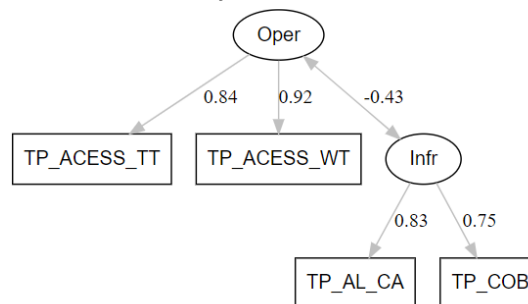 Oper
0.84
0.92
-0.43
TP_ACESS_TT
TP_ACESS_WT
Infr
0.83
0.75
TP_AL_CA
TP_COB